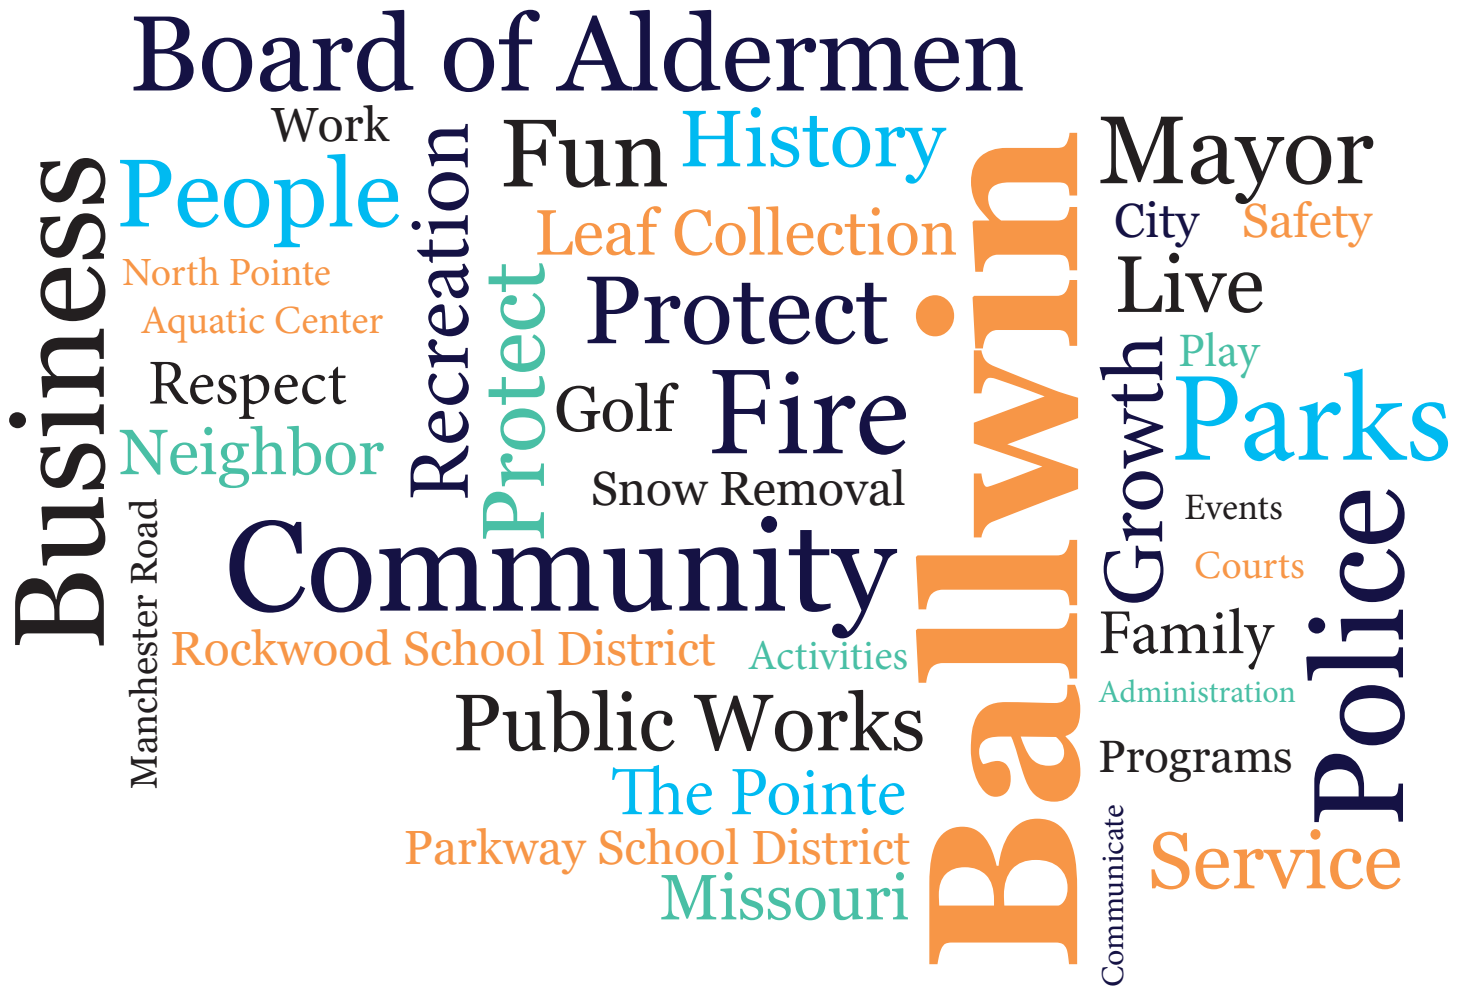 Board of Aldermen
Work
Fun
History
Mayor
Business
People
Recreation
Leaf Collection
City
Safety
North Pointe
Aquatic Center
Protect
Protect
Ballwin
Live
Respect
Golf
Fire
Growth
Play
Parks
Neighbor
Snow Removal
Events
Manchester Road
Community
Courts
Police
Rockwood School District
Activities
Family
Administration
Public Works
Programs
The Pointe
Parkway School District
Communicate
Service
Missouri